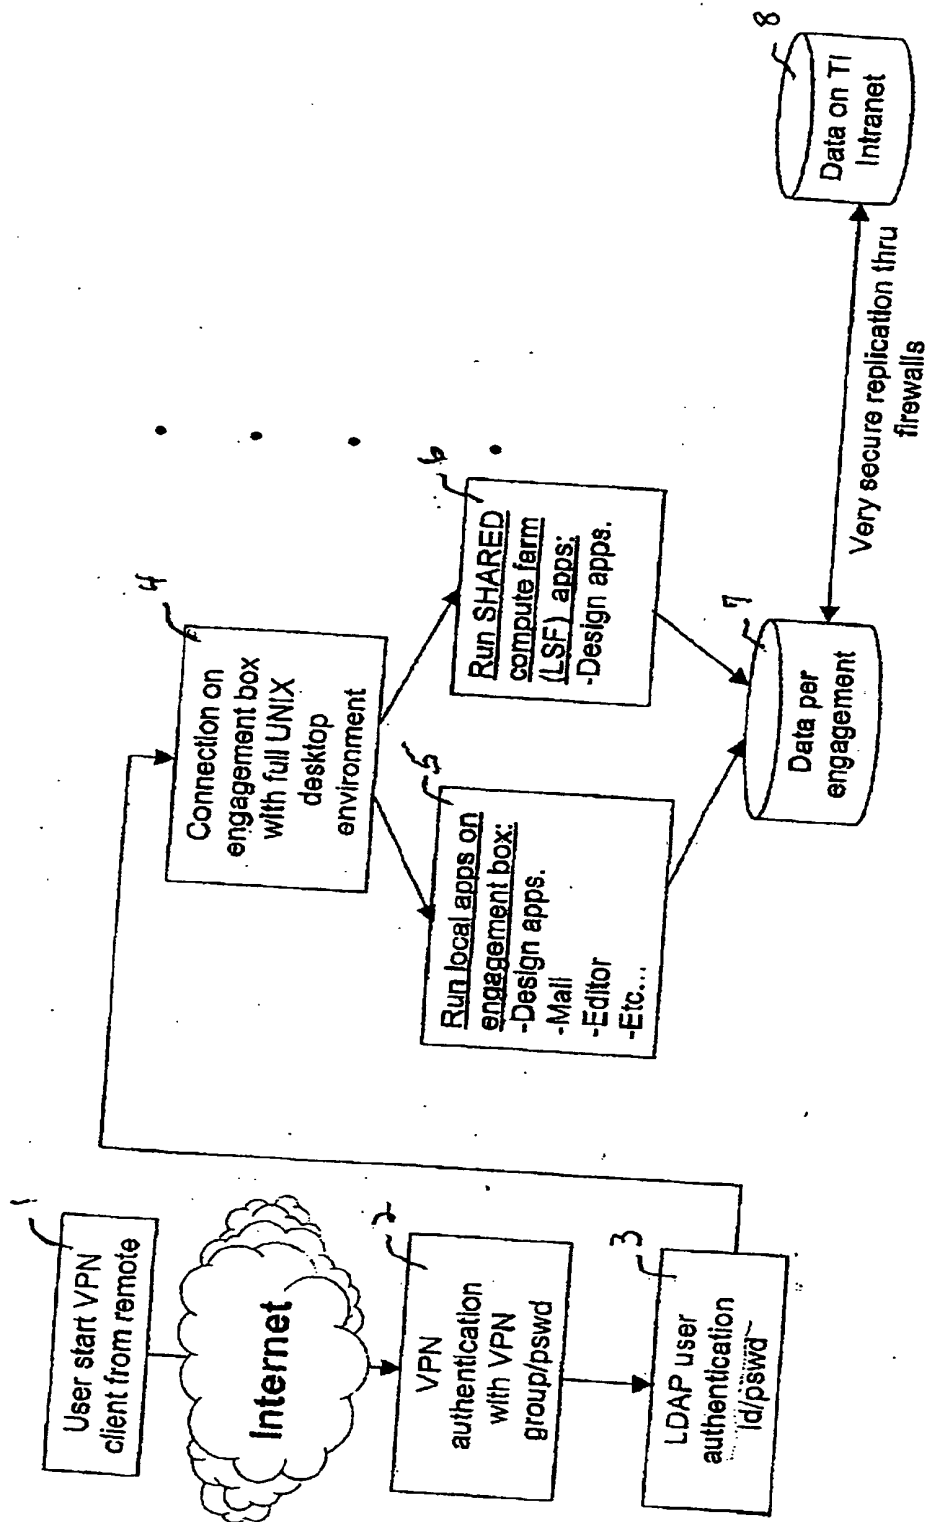 1
User start VPN
client from remote
Internet
2
VPN
authentication
with VPN
group/pswd
3
LDAP user
authentication
Id/pswd
4
Connection on
engagement box
with full UNIX
desktop
environment
5
Run local apps on
engagement box:
-Design apps.
-Mail
-Editor
-Etc...
6
Run SHARED
compute farm
(LSF) apps:
-Design apps.
7
Data per
engagement
Very secure replication thru
firewalls
8
Data on TI
Intranet